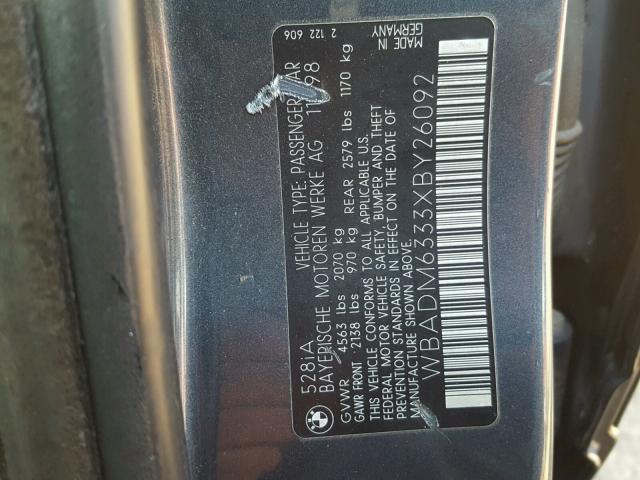 528iA VEHICLE TYPE: PASSENGER
BAYERISCHE MOTOREN WERKE AG 98
GVWR 4563 lbs 2070 kg
GAWR FRONT 2138 lbs 970 kg REAR 2579 lbs 1170 kg
THIS VEHICLE CONFORMS TO ALL APPLICABLE U.S.
FEDERAL MOTOR VEHICLE SAFETY, BUMPER AND THEFT
PREVENTION STANDARDS IN EFFECT ON THE DATE OF
MANUFACTURE SHOWN ABOVE.
WBADM6333XBY26092
2 122 606
MADE IN
GERMANY